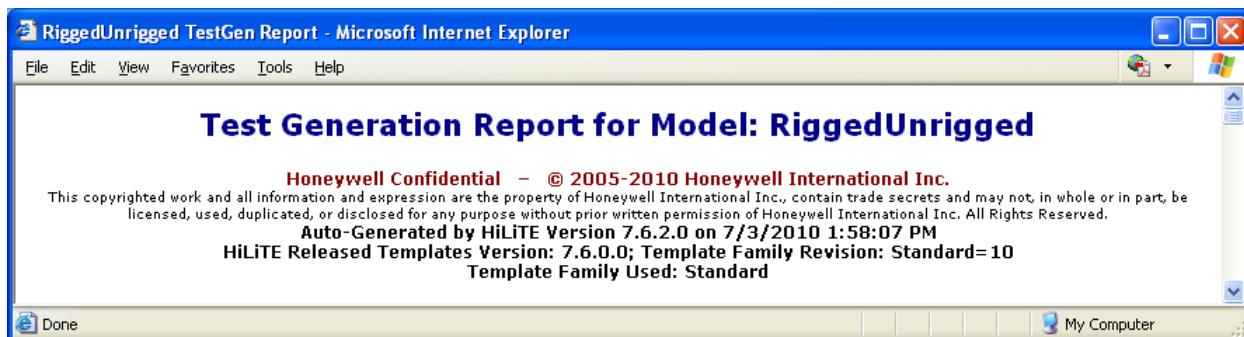 RiggedUnrigged TestGen Report - Microsoft Internet Explorer
File Edit View Favorites Tools Help
Test Generation Report for Model: RiggedUnrigged
Honeywell Confidential – © 2005-2010 Honeywell International Inc.
This copyrighted work and all information and expression are the property of Honeywell International Inc., contain trade secrets and may not, in whole or in part, be
licensed, used, duplicated, or disclosed for any purpose without prior written permission of Honeywell International Inc. All Rights Reserved.
Auto-Generated by HiLiTE Version 7.6.2.0 on 7/3/2010 1:58:07 PM
HiLiTE Released Templates Version: 7.6.0.0; Template Family Revision: Standard=10
Template Family Used: Standard
Done My Computer